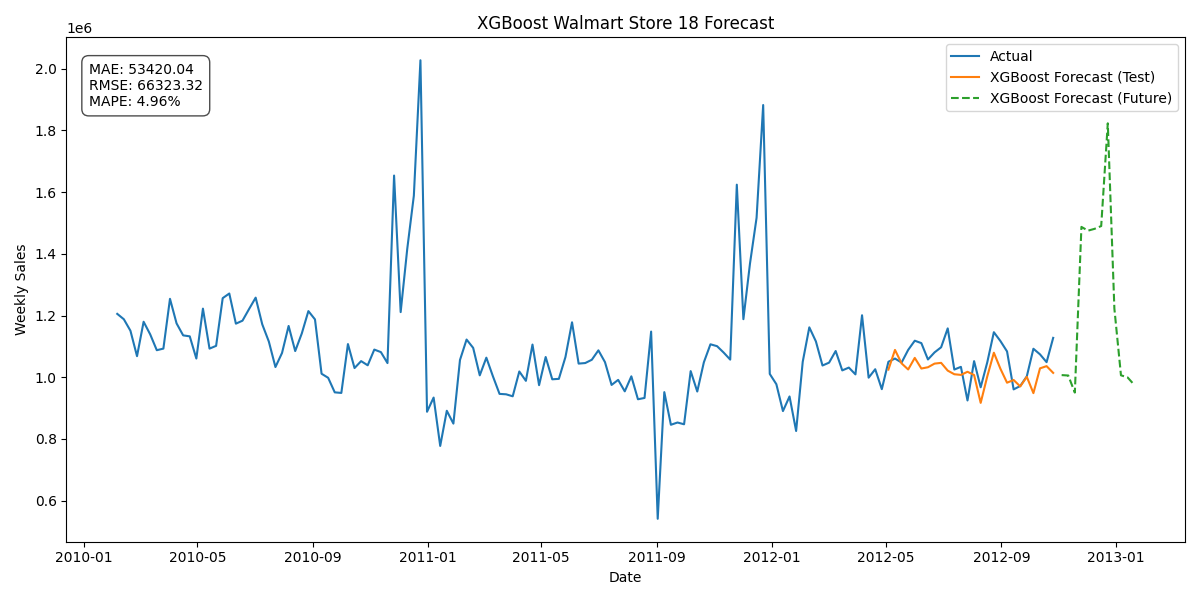 XGBoost Walmart Store 18 Forecast
1e6
MAE: 53420.04
RMSE: 66323.32
MAPE: 4.96%
Actual
XGBoost Forecast (Test)
XGBoost Forecast (Future)
2.0
1.8
1.6
1.4
1.2
1.0
0.8
0.6
Weekly Sales
2010-01 2010-05 2010-09 2011-01 2011-05 2011-09 2012-01 2012-05 2012-09 2013-01
Date